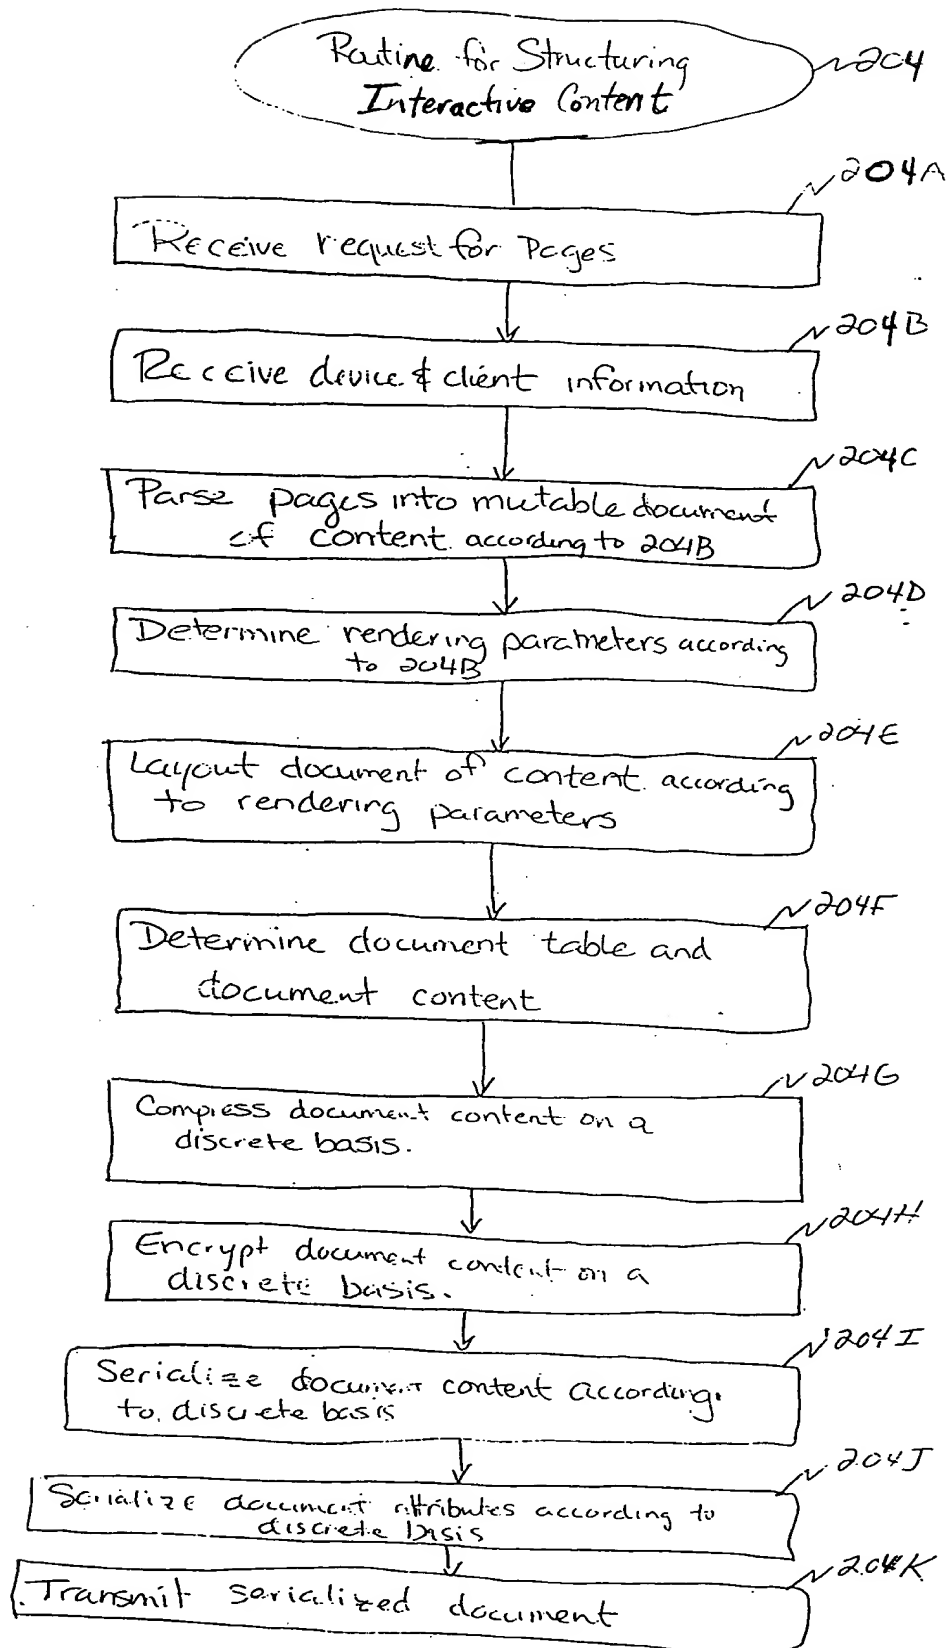 Routine for Structuring
Interactive Content
204
204A
Receive request for Pages
204B
Receive device & client information
204C
Parse pages into mutable document
of content according to 204B
204D
Determine rendering parameters according
to 204B
204E
Layout document of content according
to rendering parameters
204F
Determine document table and
document content
204G
Compress document content on a
discrete basis.
204H
Encrypt document content on a
discrete basis.
204I
Serialize document content according
to discrete basis
204J
Serialize document attributes according to
discrete basis
204K
Transmit serialized document